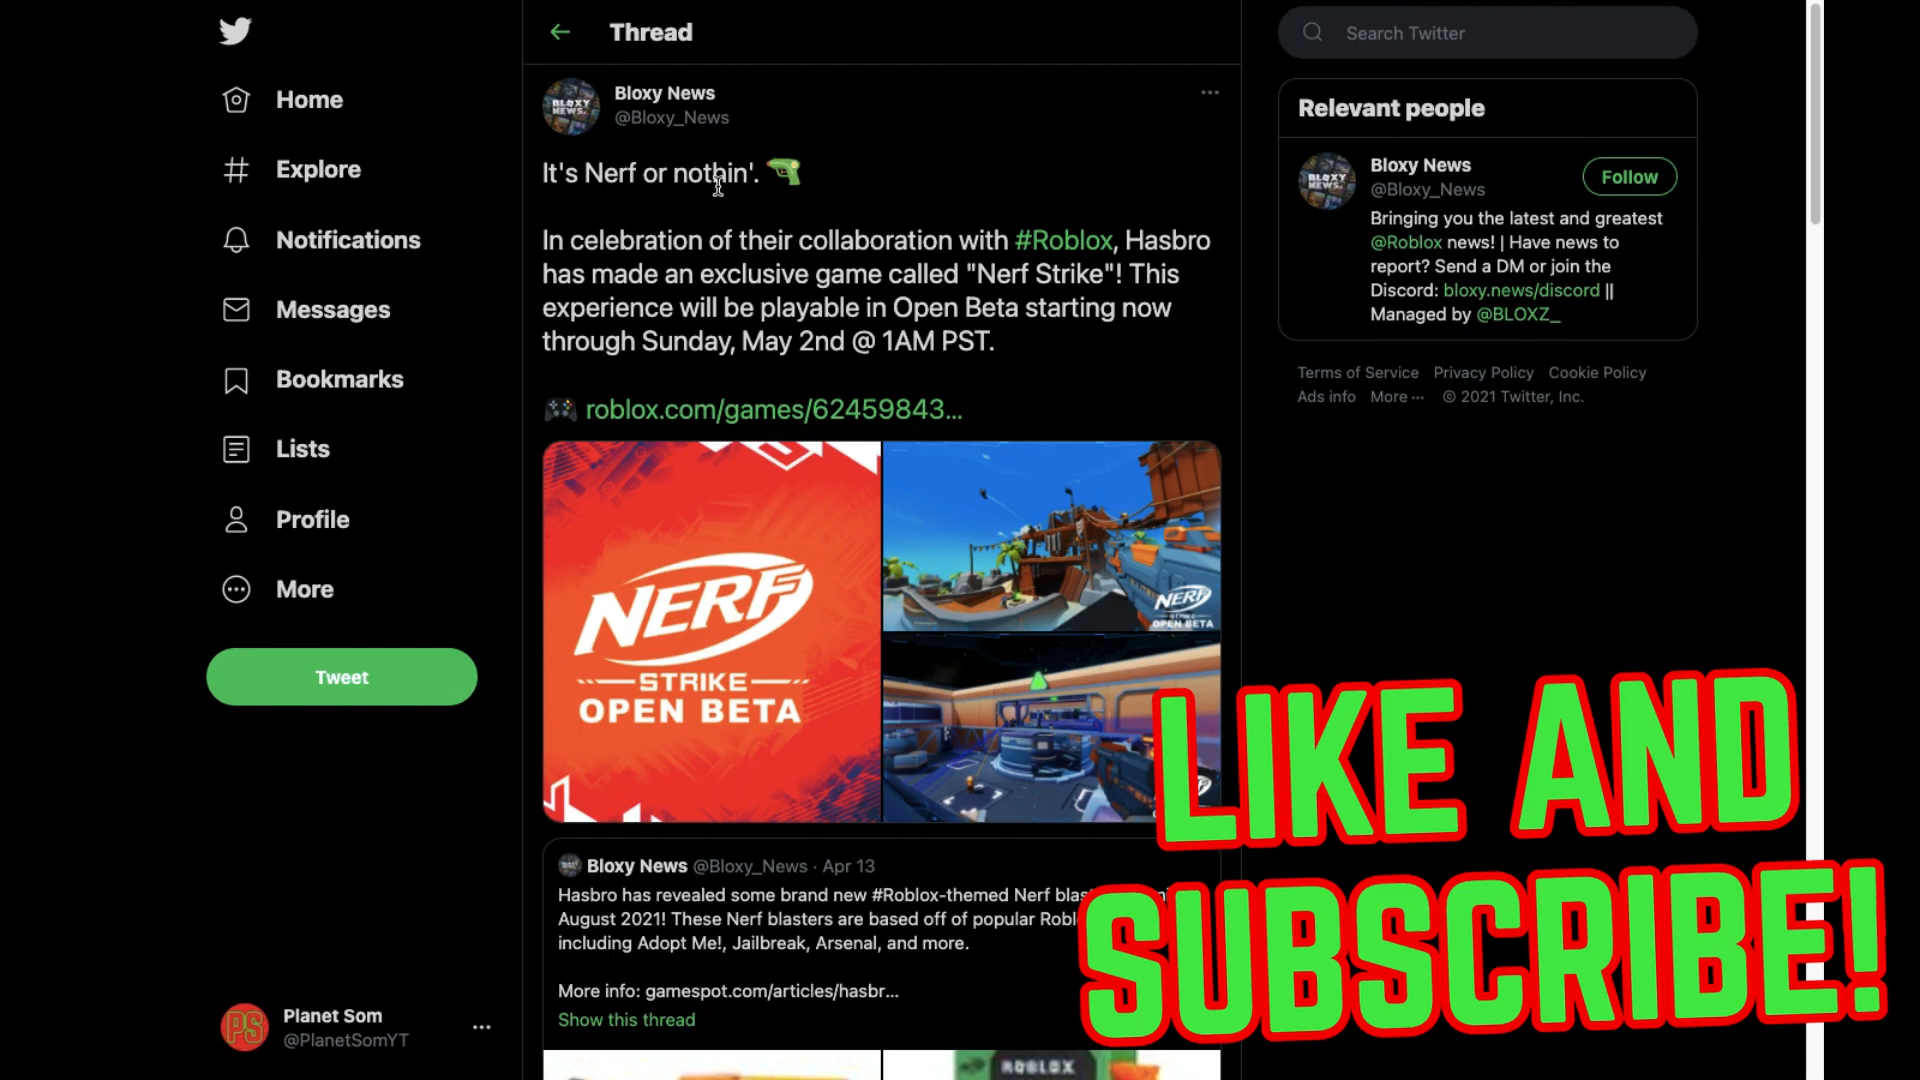 Home
Explore
Notifications
Messages
Bookmarks
Lists
Profile
More
Tweet
Planet Som
@PlanetSomYT
PS
Thread
BLOXY
NEWS.
Bloxy News
@Bloxy_News
It's Nerf or nothin'.
In celebration of their collaboration with #Roblox, Hasbro
has made an exclusive game called "Nerf Strike"! This
experience will be playable in Open Beta starting now
through Sunday, May 2nd @ 1AM PST.
roblox.com/games/62459843...
NERF
STRIKE
OPEN BETA
NERF
STRIKE
OPEN BETA
Bloxy News @Bloxy_News · Apr 13
Hasbro has revealed some brand new #Roblox-themed Nerf
August 2021! These Nerf blasters are based off of popular
including Adopt Me!, Jailbreak, Arsenal, and more.
More info: gamespot.com/articles/hasbr...
Show this thread
ROBLOX
Search Twitter
Relevant people
BLOXY
NEWS.
Bloxy News
@Bloxy_News
Follow
Bringing you the latest and greatest
@Roblox news! | Have news to
report? Send a DM or join the
Discord: bloxy.news/discord ||
Managed by @BLOXZ_
Terms of Service Privacy Policy Cookie Policy
Ads info More ··· © 2021 Twitter, Inc.
LIKE AND
SUBSCRIBE!